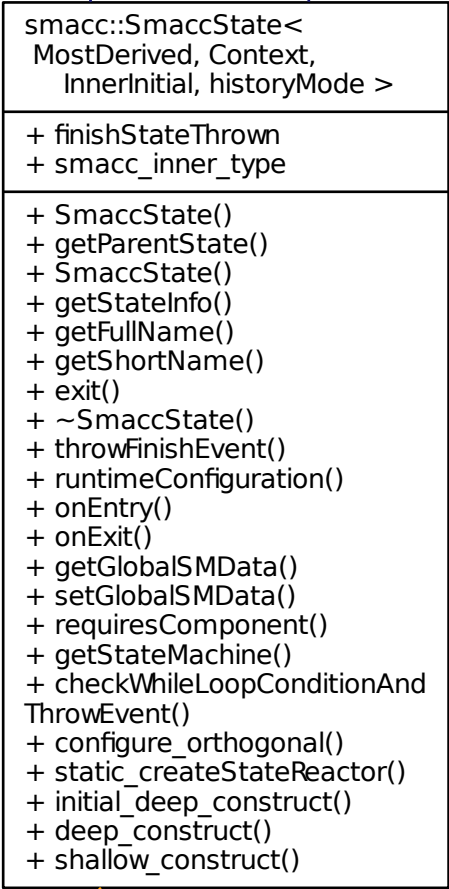 smacc::SmaccState<
MostDerived, Context,
InnerInitial, historyMode >
+ finishStateThrown
+ smacc_inner_type
+ SmaccState()
+ getParentState()
+ SmaccState()
+ getStateInfo()
+ getFullName()
+ getShortName()
+ exit()
+ ~SmaccState()
+ throwFinishEvent()
+ runtimeConfiguration()
+ onEntry()
+ onExit()
+ getGlobalSMData()
+ setGlobalSMData()
+ requiresComponent()
+ getStateMachine()
+ checkWhileLoopConditionAnd
ThrowEvent()
+ configure_orthogonal()
+ static_createStateReactor()
+ initial_deep_construct()
+ deep_construct()
+ shallow_construct()